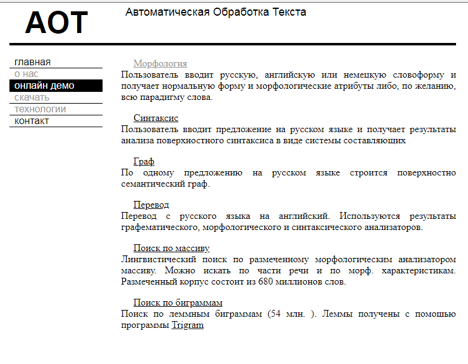 АОТ
Автоматическая Обработка Текста
главная
о нас
онлайн демо
скачать
технологии
контакт
Морфология
Пользователь вводит русскую, английскую или немецкую словоформу и
получает нормальную форму и морфологические атрибуты либо, по желанию,
всю парадигму слова.
Синтаксис
Пользователь вводит предложение на русском языке и получает результаты
анализа поверхностного синтаксиса в виде системы составляющих
Граф
По одному предложению на русском языке строится поверхностно
семантический граф.
Перевод
Перевод с русского языка на английский. Используются результаты
графематического, морфологического и синтаксического анализаторов.
Поиск по массиву
Лингвистический поиск по размеченному морфологическим анализатором
массиву. Можно искать по части речи и по морф. характеристикам.
Размеченный корпус состоит из 680 миллионов слов.
Поиск по биграммам
Поиск по леммным биграммам (54 млн. ). Леммы получены с помощью
программы Trigram